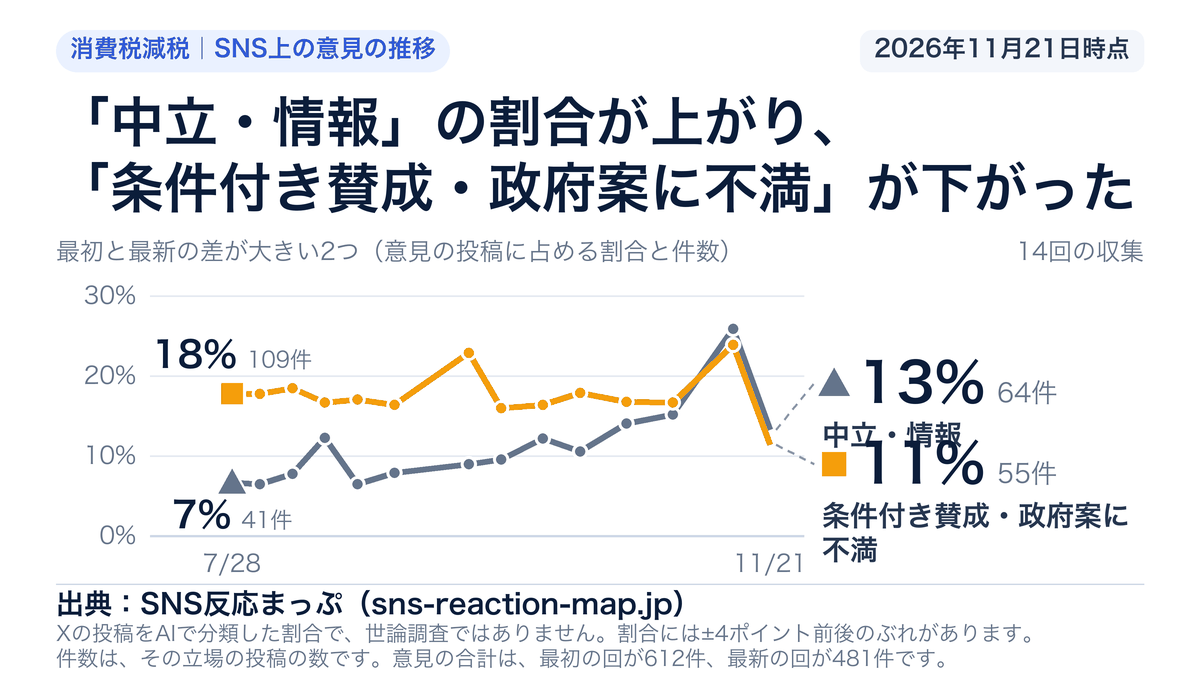 消費税減税｜SNS上の意見の推移
2026年11月21日時点
「中立・情報」の割合が上がり、
「条件付き賛成・政府案に不満」が下がった
最初と最新の差が大きい2つ（意見の投稿に占める割合と件数）
14回の収集
30%
20%
10%
0%
18% 109件
7% 41件
7/28
11/21
13% 64件
中立・情報
11% 55件
条件付き賛成・政府案に
不満
出典：SNS反応まっぷ（sns-reaction-map.jp）
Xの投稿をAIで分類した割合で、世論調査ではありません。割合には±4ポイント前後のぶれがあります。
件数は、その立場の投稿の数です。意見の合計は、最初の回が612件、最新の回が481件です。